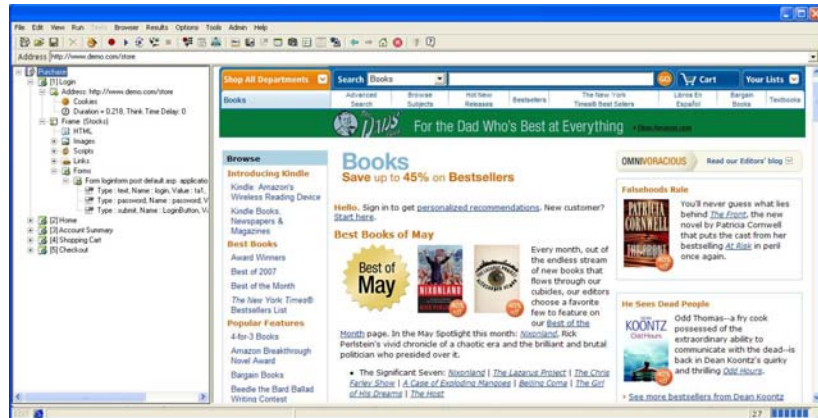 File Edit View Run Tools Browser Results Options Tools Admin Help
Address http://www.demo.com/store
Purchase
[1] Login
Address: http://www.demo.com/store
Cookies
Duration = 0.218, Think Time Delay: 0
Frame (Stocks)
HTML
Images
Scripts
Links
Forms
Form loginform post default.asp applicatio
Type : text, Name : login, Value : ta1,
Type : password, Name : password, V
Type : submit, Name : LoginButton, V
[2] Home
[3] Account Summary
[4] Shopping Cart
[5] Checkout
Shop All Departments
Search Books
GO
Cart
Your Lists
Books
Advanced Search
Browse Subjects
Hot New Releases
Bestsellers
The New York Times® Best Sellers
Libros En Español
Bargain Books
Textbooks
For the Dad Who's Best at Everything
Browse
Introducing Kindle
Kindle Amazon's
Wireless Reading Device
Kindle Books,
Newspapers &
Magazines
Best Books
Award Winners
Best of 2007
Best of the Month
The New York Times®
Bestsellers List
Popular Features
4-for-3 Books
Amazon Breakthrough
Novel Award
Bargain Books
Beedle the Bard Ballad
Writing Contest
Books
Save up to 45% on Bestsellers
Hello. Sign in to get personalized recommendations. New customer?
Start here.
Best Books of May
Best of
May
NIXONLAND
Every month, out of
the endless stream
of new books that
flows through our
cubicles, our editors
choose a favorite
few to feature on
our Best of the
Month page. In the May Spotlight this month: Nixonland, Rick
Perlstein's vivid chronicle of a chaotic era and the brilliant and brutal
politician who presided over it.
• The Significant Seven: Nixonland | The Lazarus Project | The Chris
Farley Show | A Case of Exploding Mangoes | Beijing Coma | The Girl
of His Dreams | The Host
OMNIVORACIOUS
Read our Editors' blog
Falsehoods Rule
PATRICIA
CORNWELL
THE FRONT
You'll never guess what lies
behind The Front, the new
novel by Patricia Cornwell
that puts the cast from her
bestselling At Risk in peril
once again.
He Sens Dead People
KOONTZ
Odd Hours
Odd Thomas--a fry cook
possessed of the
extraordinary ability to
communicate with the dead--is
back in Dean Koontz's quirky
and thrilling Odd Hours.
See more bestsellers from Dean Koontz
27